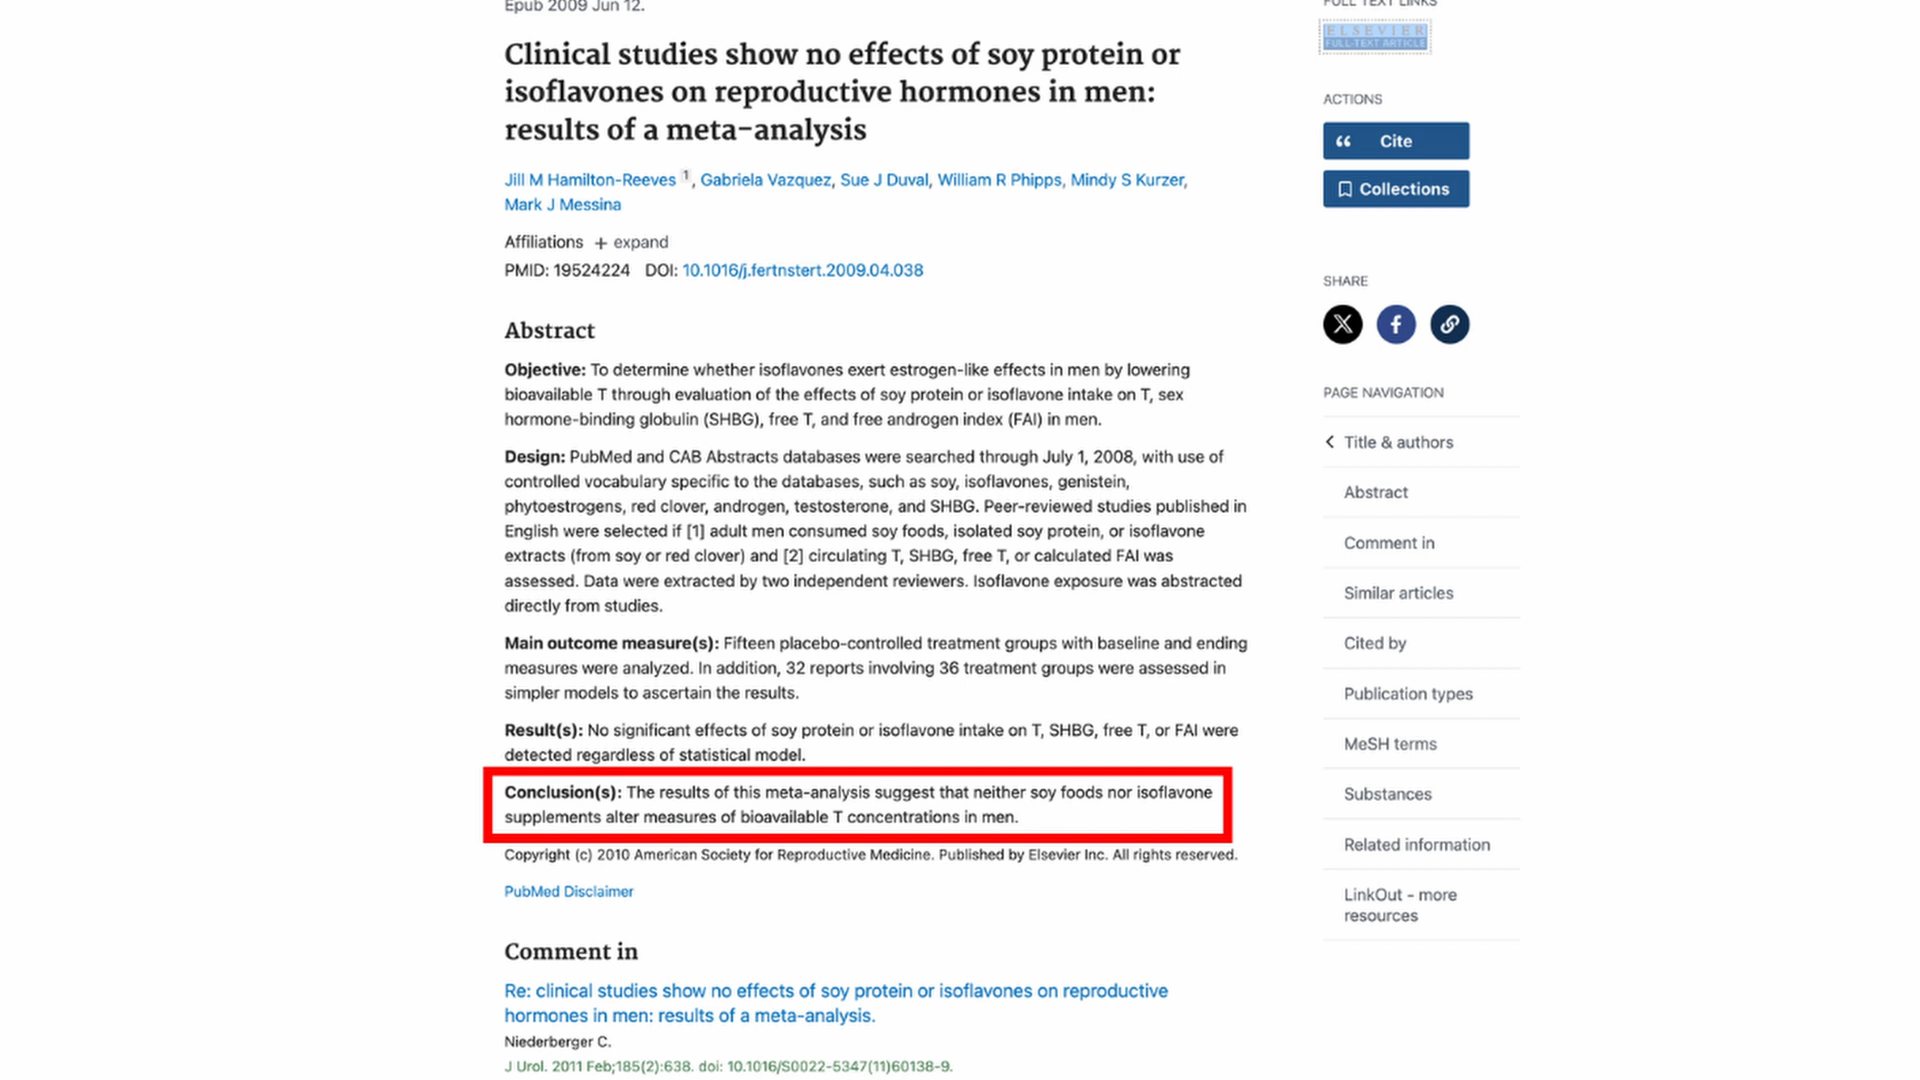 Epub 2009 Jun 12.
Clinical studies show no effects of soy protein or
isoflavones on reproductive hormones in men:
results of a meta-analysis
Jill M Hamilton-Reeves 1, Gabriela Vazquez, Sue J Duval, William R Phipps, Mindy S Kurzer,
Mark J Messina
Affiliations + expand
PMID: 19524224 DOI: 10.1016/j.fertnstert.2009.04.038
Abstract
Objective: To determine whether isoflavones exert estrogen-like effects in men by lowering
bioavailable T through evaluation of the effects of soy protein or isoflavone intake on T, sex
hormone-binding globulin (SHBG), free T, and free androgen index (FAI) in men.
Design: PubMed and CAB Abstracts databases were searched through July 1, 2008, with use of
controlled vocabulary specific to the databases, such as soy, isoflavones, genistein,
phytoestrogens, red clover, androgen, testosterone, and SHBG. Peer-reviewed studies published in
English were selected if [1] adult men consumed soy foods, isolated soy protein, or isoflavone
extracts (from soy or red clover) and [2] circulating T, SHBG, free T, or calculated FAI was
assessed. Data were extracted by two independent reviewers. Isoflavone exposure was abstracted
directly from studies.
Main outcome measure(s): Fifteen placebo-controlled treatment groups with baseline and ending
measures were analyzed. In addition, 32 reports involving 36 treatment groups were assessed in
simpler models to ascertain the results.
Result(s): No significant effects of soy protein or isoflavone intake on T, SHBG, free T, or FAI were
detected regardless of statistical model.
Conclusion(s): The results of this meta-analysis suggest that neither soy foods nor isoflavone
supplements alter measures of bioavailable T concentrations in men.
Copyright (c) 2010 American Society for Reproductive Medicine. Published by Elsevier Inc. All rights reserved.
PubMed Disclaimer
Comment in
Re: clinical studies show no effects of soy protein or isoflavones on reproductive
hormones in men: results of a meta-analysis.
Niederberger C.
J Urol. 2011 Feb;185(2):638. doi: 10.1016/S0022-5347(11)60138-9.
FULL TEXT LINKS
ELSEVIER
FULL-TEXT ARTICLE
ACTIONS
Cite
Collections
SHARE
PAGE NAVIGATION
Title & authors
Abstract
Comment in
Similar articles
Cited by
Publication types
MeSH terms
Substances
Related information
LinkOut - more
resources